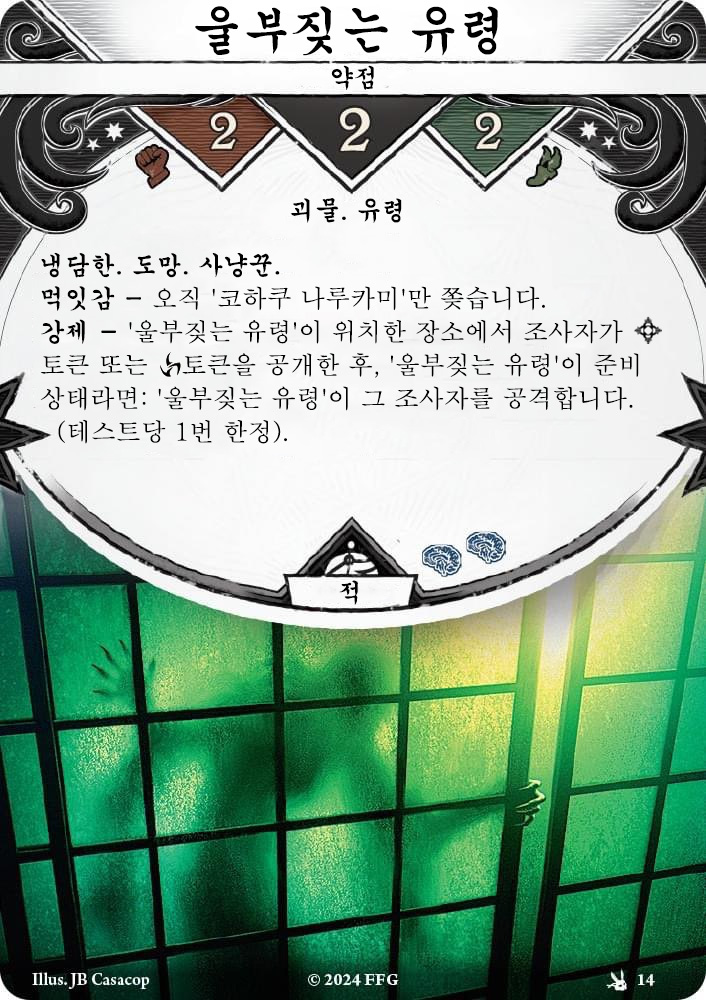 울부짖는 유령
약점
2 2 2
괴물. 유령
냉담한. 도망. 사냥꾼.
먹잇감 – 오직 '코하쿠 나루카미'만 쫓습니다.
강제 – '울부짖는 유령'이 위치한 장소에서 조사자가
토큰 또는 토큰을 공개한 후, '울부짖는 유령'이 준비
상태라면: '울부짖는 유령'이 그 조사자를 공격합니다.
(테스트당 1번 한정).
적
Illus. JB Casacop © 2024 FFG 14